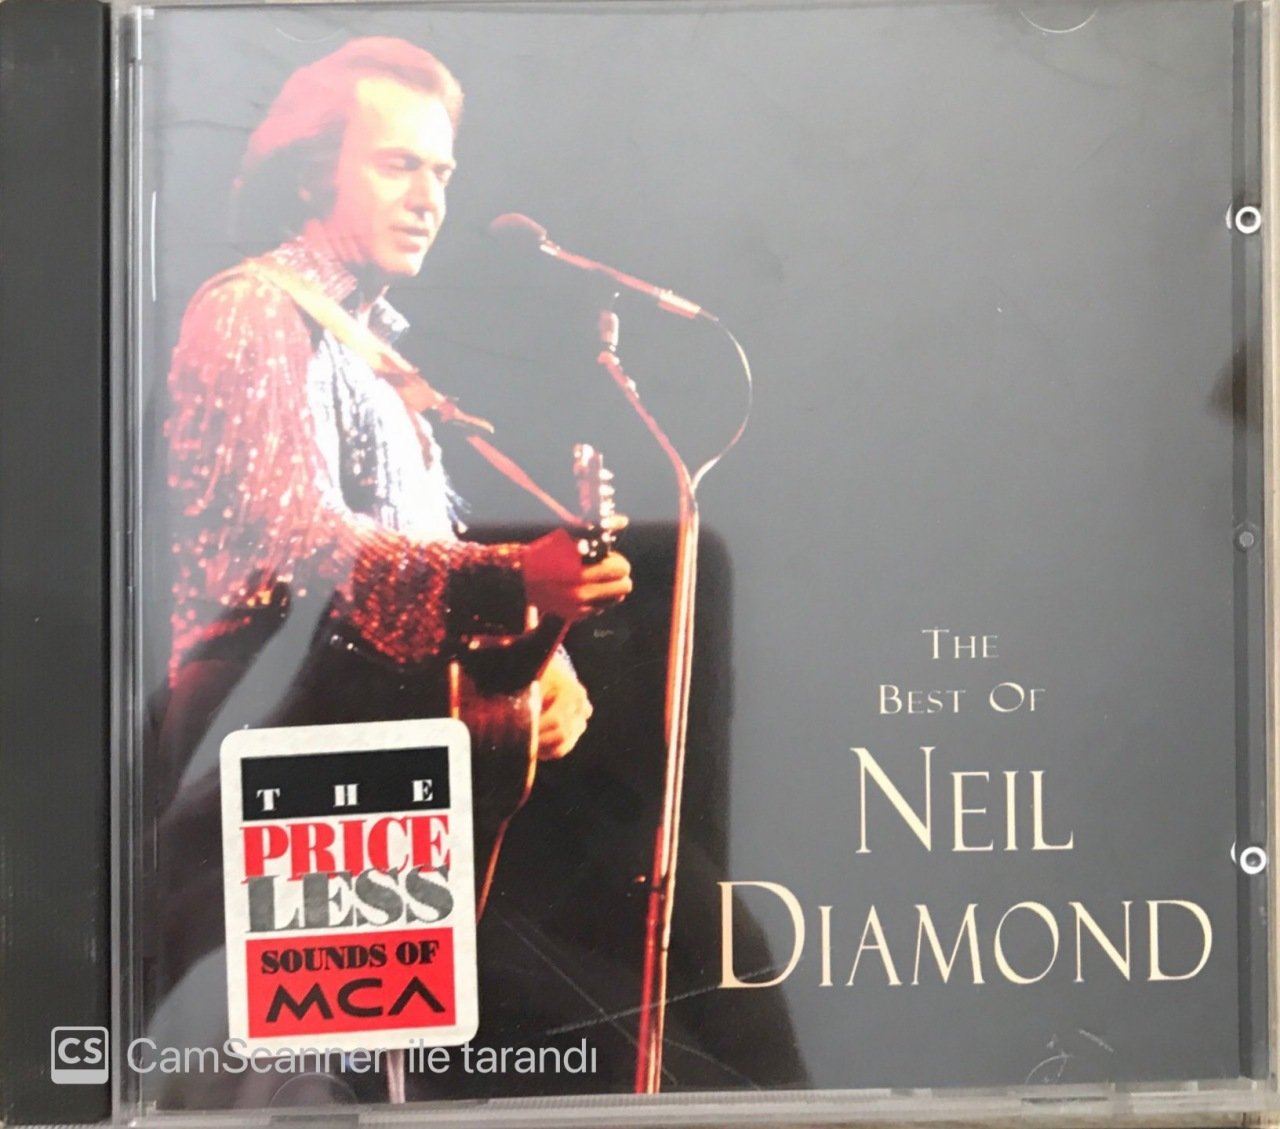 THE
BEST OF
NEIL
DIAMOND
THE
PRICE
LESS
SOUNDS OF
MCA
CS CamScanner ile tarandı